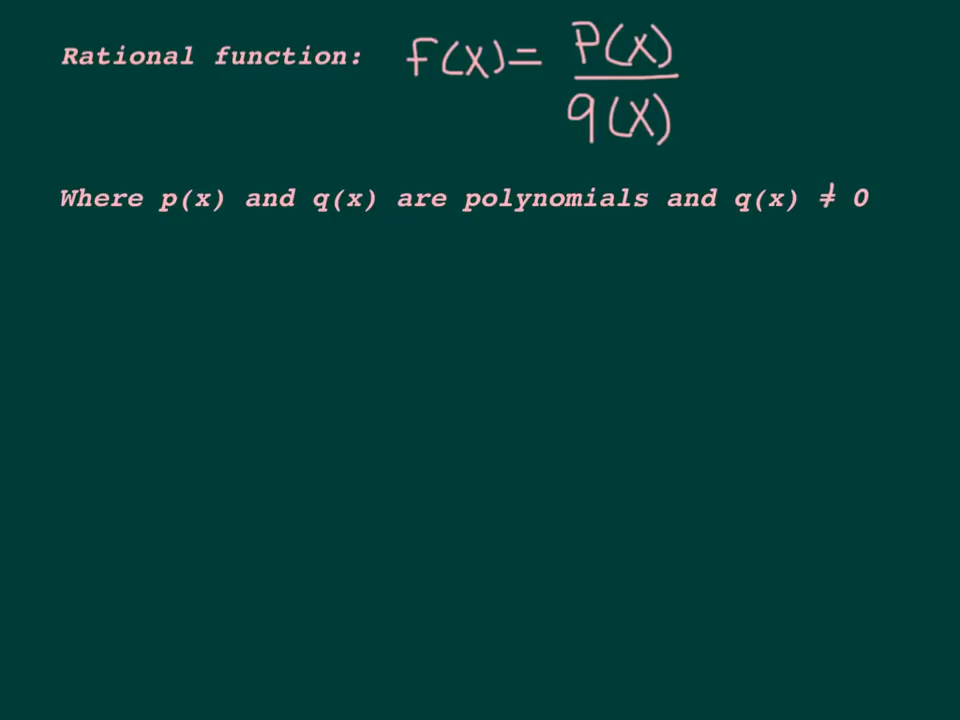 Rational function: f(x) = P(x)
q(x)
Where p(x) and q(x) are polynomials and q(x) ≠ 0